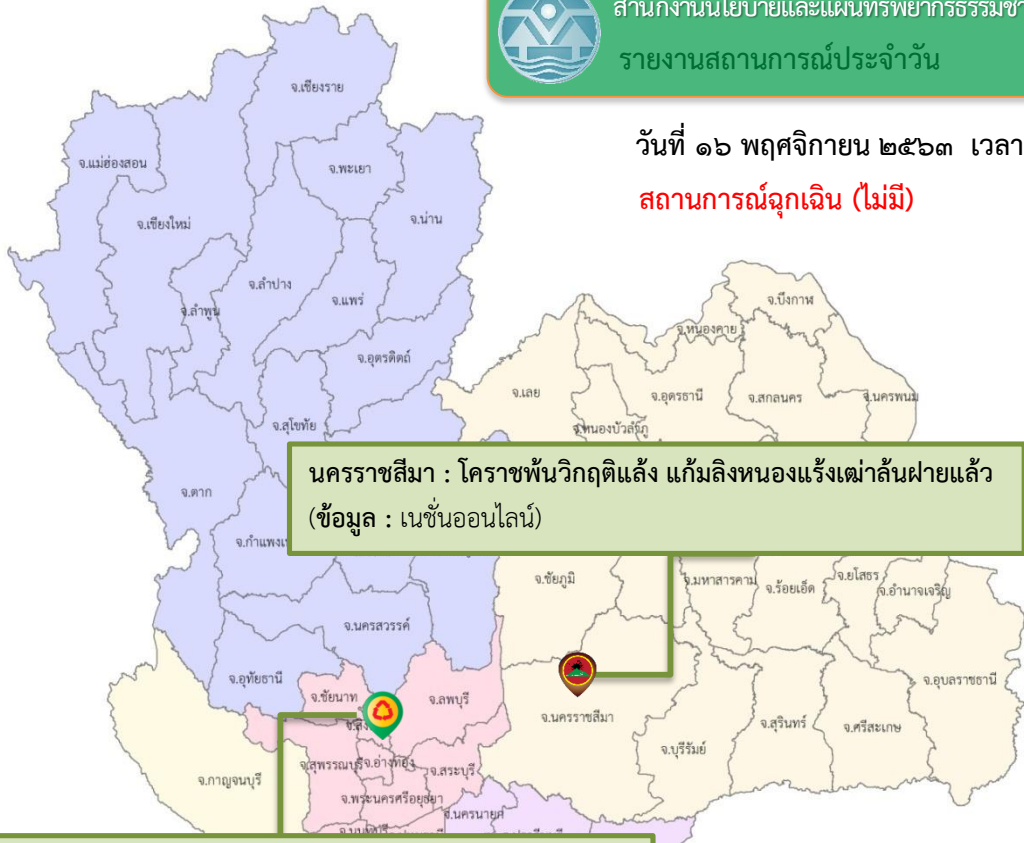 สำนักงานนโยบายและแผนทรัพยากรธรรมชา
รายงานสถานการณ์ประจำวัน
วันที่ ๑๖ พฤศจิกายน ๒๕๖๓ เวลา
สถานการณ์ฉุกเฉิน (ไม่มี)
จ.เชียงราย
จ.แม่ฮ่องสอน
จ.พะเยา
จ.น่าน
จ.เชียงใหม่
จ.ลำปาง
จ.แพร่
จ.ลำพูน
จ.บึงกาฬ
จ.หนองคาย
จ.อุตรดิตถ์
จ.เลย
จ.อุดรธานี
จ.สกลนคร
จ.นครพนม
จ.สุโขทัย
จ.หนองบัวลำภู
นครราชสีมา : โคราชพ้นวิกฤติแล้ง แก้มลิงหนองแร้งเฒ่าล้นฝายแล้ว
(ข้อมูล : เนชั่นออนไลน์)
จ.ตาก
จ.กำแพงเ
จ.ชัยภูมิ
จ.มหาสารคาม
จ.ร้อยเอ็ด
จ.ยโสธร
จ.อำนาจเจริญ
จ.นครสวรรค์
จ.อุทัยธานี
จ.ชัยนาท
จ.ลพบุรี
จ.อุบลราชธานี
จ.สิ
จ.นครราชสีมา
จ.สุรินทร์
จ.ศรีสะเกษ
จ.บุรีรัมย์
จ.สุพรรณบุรี
จ.อ่างทอง
จ.สระบุรี
จ.กาญจนบุรี
จ.พระนครศรีอยุธยา
จ.นครนายก